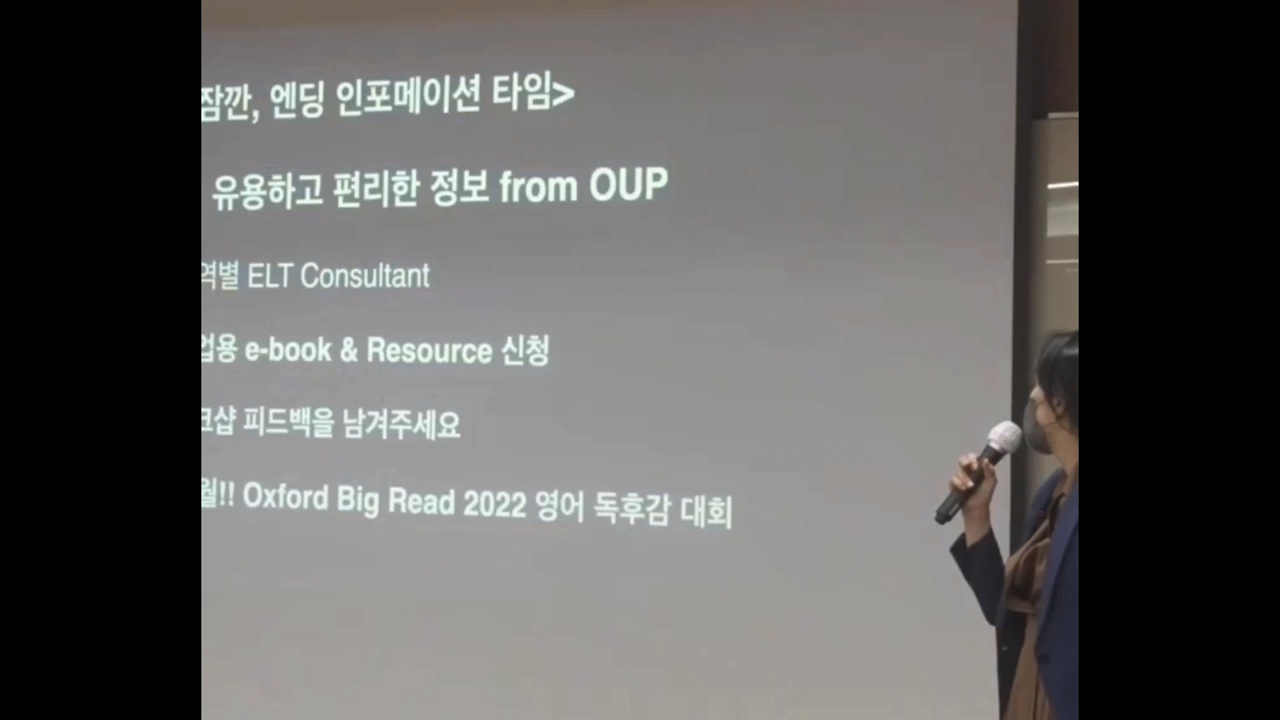 잠깐, 엔딩 인포메이션 타임>
유용하고 편리한 정보 from OUP
역별 ELT Consultant
업용 e-book & Resource 신청
크샵 피드백을 남겨주세요
월!! Oxford Big Read 2022 영어 독후감 대회